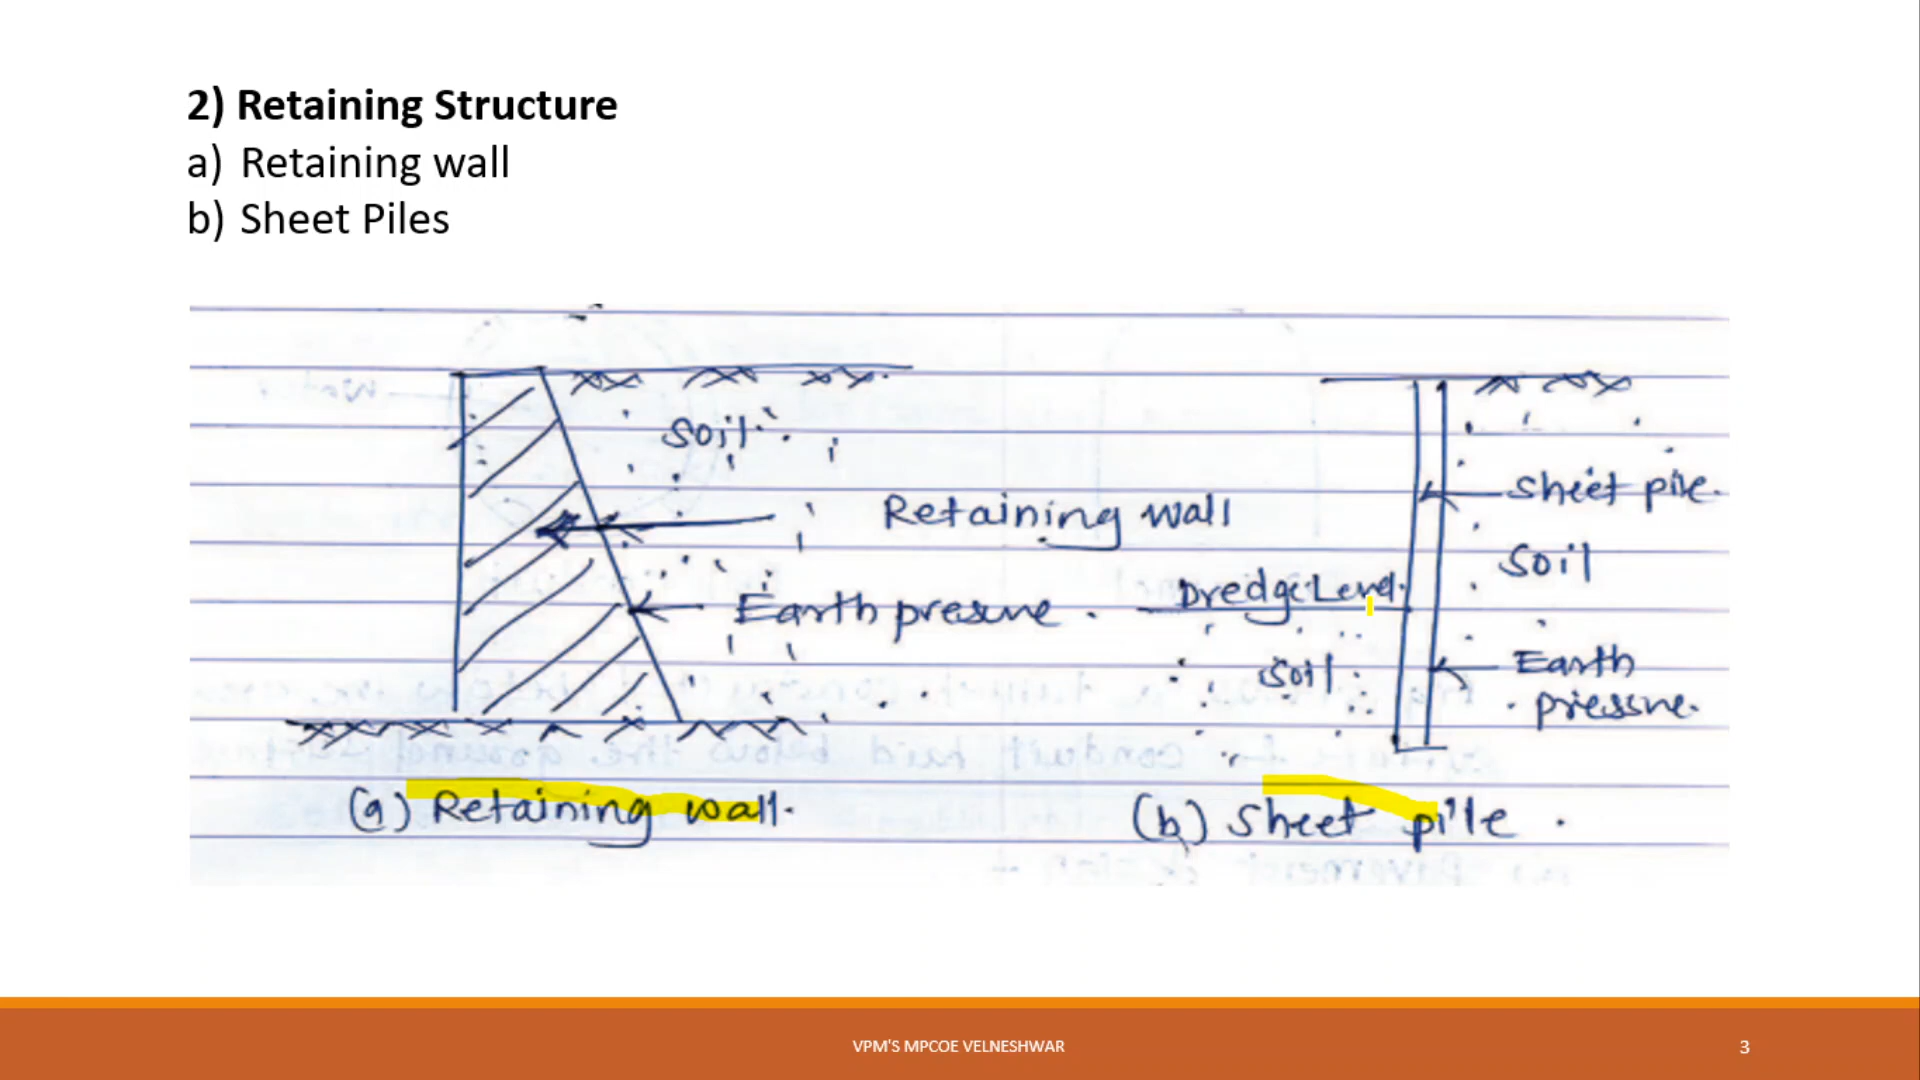 2) Retaining Structure
a) Retaining wall
b) Sheet Piles
Soil
Retaining wall
Earth pressure
(a) Retaining wall.
Sheet pile.
Soil
Dredge Level.
Soil
Earth
pressure.
(b) Sheet pile.
VPM'S MPCOE VELNESHWAR
3